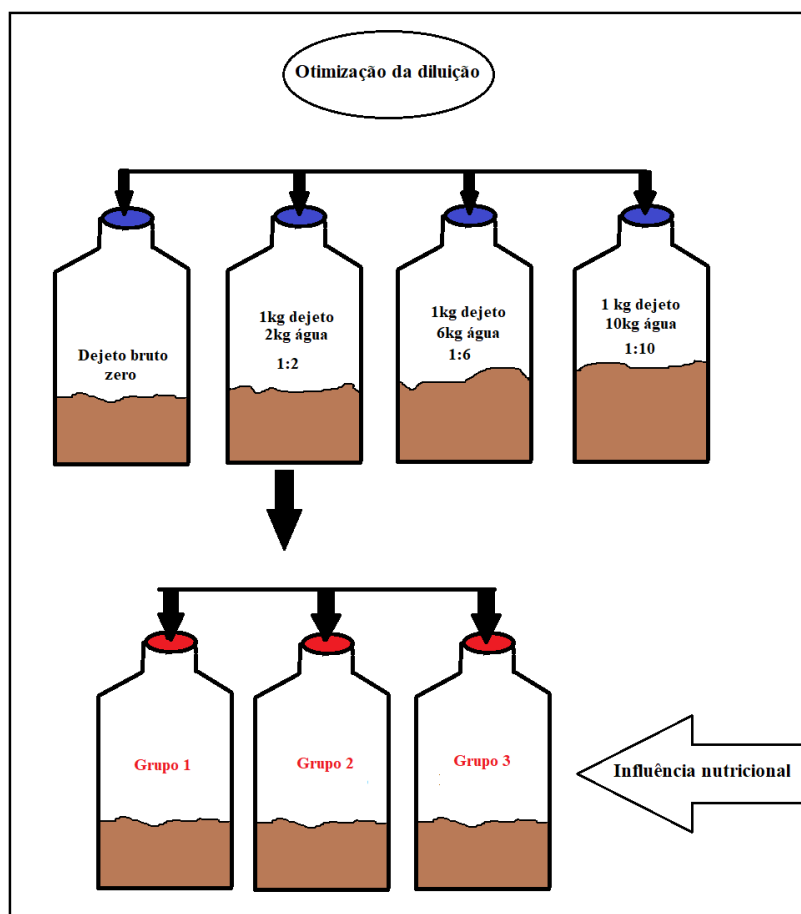 Otimização da diluição
Dejeto bruto
zero
1kg dejeto
2kg água
1:2
1kg dejeto
6kg água
1:6
1 kg dejeto
10kg água
1:10
Grupo 1
Grupo 2
Grupo 3
Influência nutricional